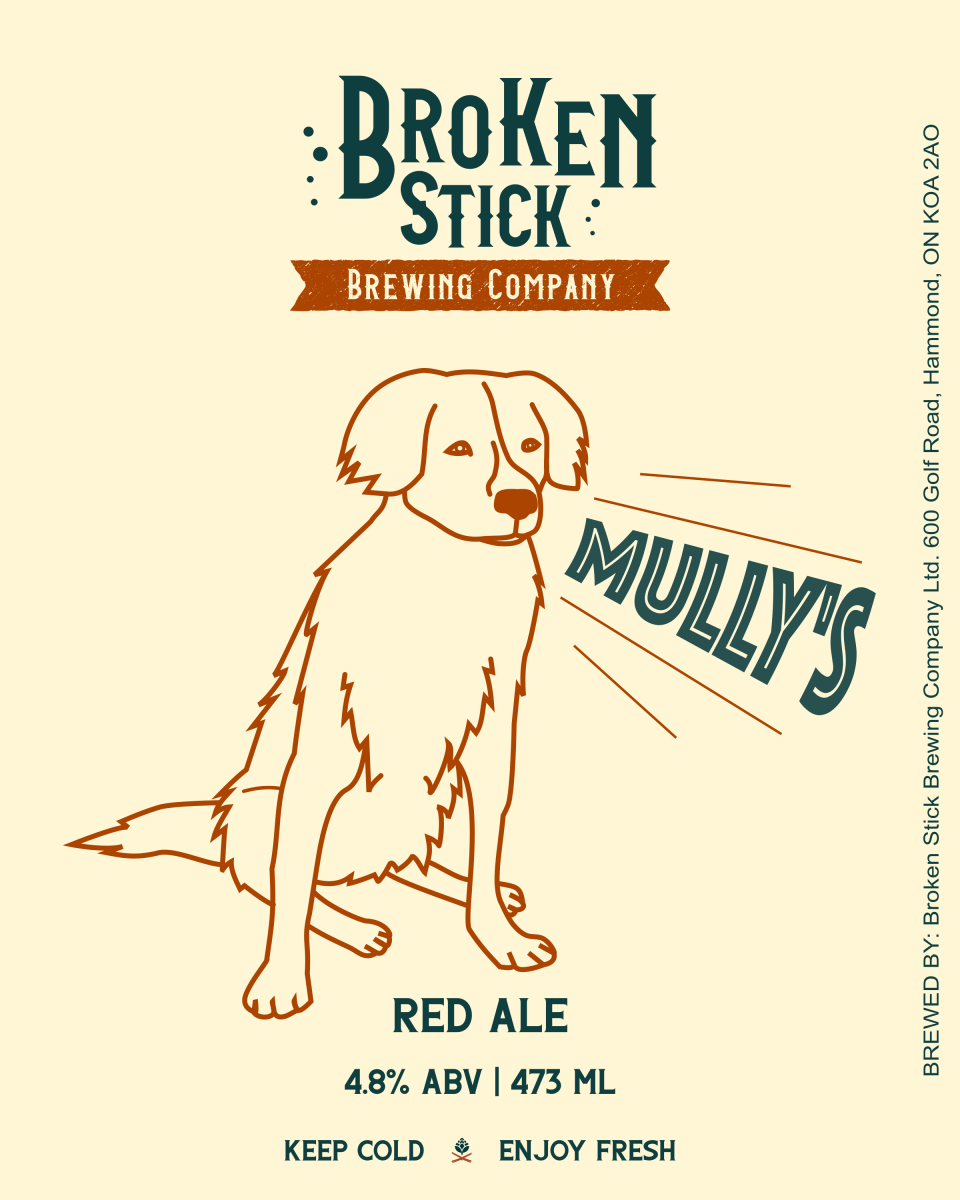 BROKEN
STICK
BREWING COMPANY
MULLY'S
RED ALE
4.8% ABV | 473 ML
KEEP COLD ENJOY FRESH
BREWED BY: Broken Stick Brewing Company Ltd. 600 Golf Road, Hammond, ON KOA 2AO